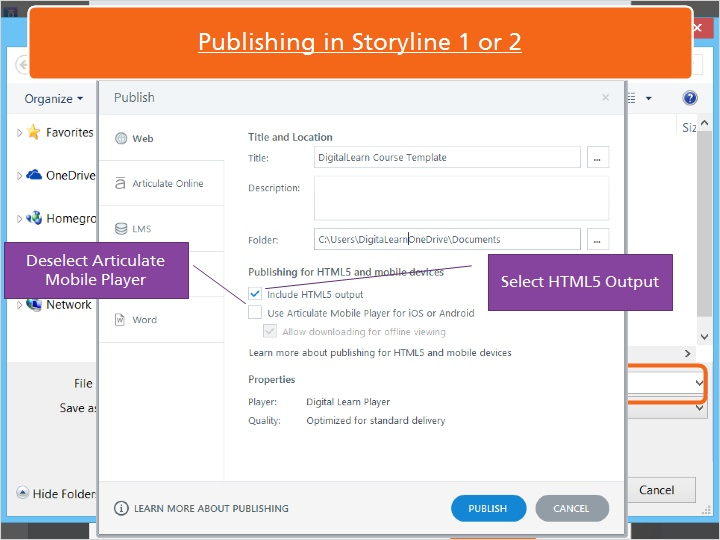 Publishing in Storyline 1 or 2
Organize
Publish
Favorites
Siz
OneDrive
Homegro
Network
File
Save as
Hide Folders
Cancel
Web
Articulate Online
LMS
Word
Title and Location
Title:
DigitalLearn Course Template
...
Description:
Folder:
C:\Users\DigitaLearnOneDrive\Documents
...
Deselect Articulate
Mobile Player
Select HTML5 Output
Publishing for HTML5 and mobile devices
Include HTML5 output
Use Articulate Mobile Player for iOS or Android
Allow downloading for offline viewing
Learn more about publishing for HTML5 and mobile devices
Properties
Player: Digital Learn Player
Quality: Optimized for standard delivery
LEARN MORE ABOUT PUBLISHING
PUBLISH
CANCEL